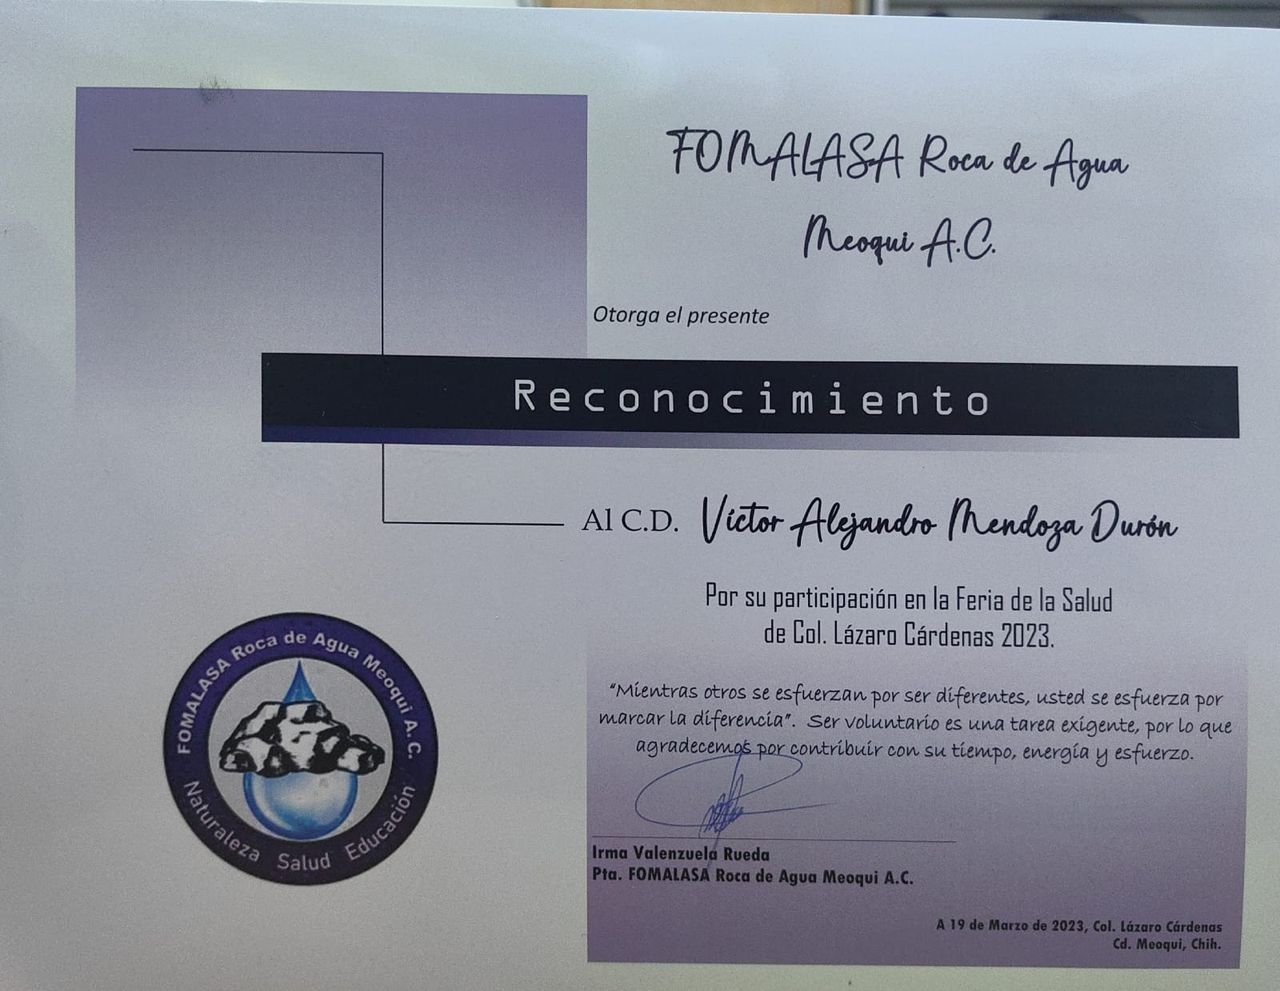 FOMALASA Roca de Agua
Meoqui A.C.
Otorga el presente
Reconocimiento
Al C.D. Víctor Alejandro Mendoza Durón
Por su participación en la Feria de la Salud
de Col. Lázaro Cárdenas 2023.
"Mientras otros se esfuerzan por ser diferentes, usted se esfuerza por
marcar la diferencia". Ser voluntario es una tarea exigente, por lo que
agradecemos por contribuir con su tiempo, energía y esfuerzo.
Irma Valenzuela Rueda
Pta. FOMALASA Roca de Agua Meoqui A.C.
A 19 de Marzo de 2023, Col. Lázaro Cárdenas
Cd. Meoqui, Chih.
FOMALASA Roca de Agua Meoqui A. C.
Naturaleza Salud Educación